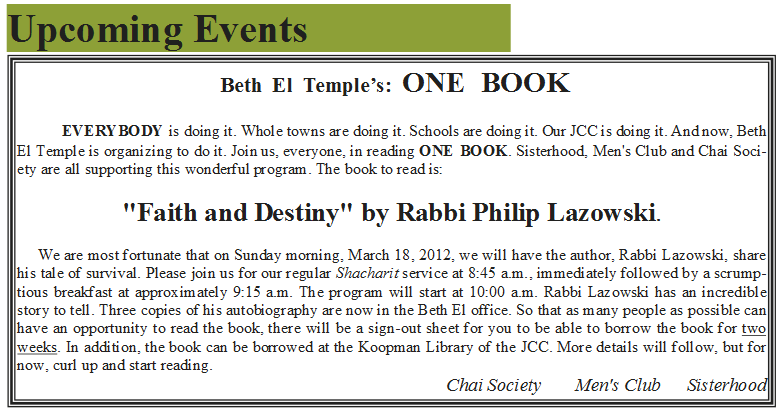 Upcoming Events
Beth El Temple's: ONE BOOK
EVERYBODY is doing it. Whole towns are doing it. Schools are doing it. Our JCC is doing it. And now, Beth
El Temple is organizing to do it. Join us, everyone, in reading ONE BOOK. Sisterhood, Men's Club and Chai Soci-
ety are all supporting this wonderful program. The book to read is:
"Faith and Destiny" by Rabbi Philip Lazowski.
We are most fortunate that on Sunday morning, March 18, 2012, we will have the author, Rabbi Lazowski, share
his tale of survival. Please join us for our regular Shacharit service at 8:45 a.m., immediately followed by a scrump-
tious breakfast at approximately 9:15 a.m. The program will start at 10:00 a.m. Rabbi Lazowski has an incredible
story to tell. Three copies of his autobiography are now in the Beth El office. So that as many people as possible can
have an opportunity to read the book, there will be a sign-out sheet for you to be able to borrow the book for two
weeks. In addition, the book can be borrowed at the Koopman Library of the JCC. More details will follow, but for
now, curl up and start reading.
Chai Society Men's Club Sisterhood